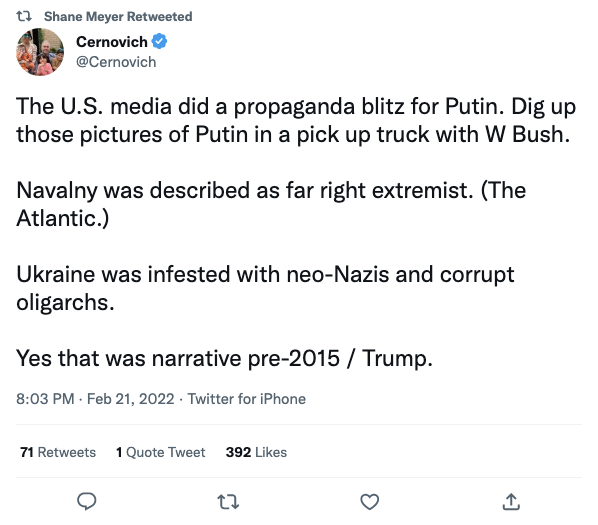 Shane Meyer Retweeted
Cernovich
@Cernovich
The U.S. media did a propaganda blitz for Putin. Dig up
those pictures of Putin in a pick up truck with W Bush.
Navalny was described as far right extremist. (The
Atlantic.)
Ukraine was infested with neo-Nazis and corrupt
oligarchs.
Yes that was narrative pre-2015 / Trump.
8:03 PM · Feb 21, 2022 · Twitter for iPhone
71 Retweets 1 Quote Tweet 392 Likes